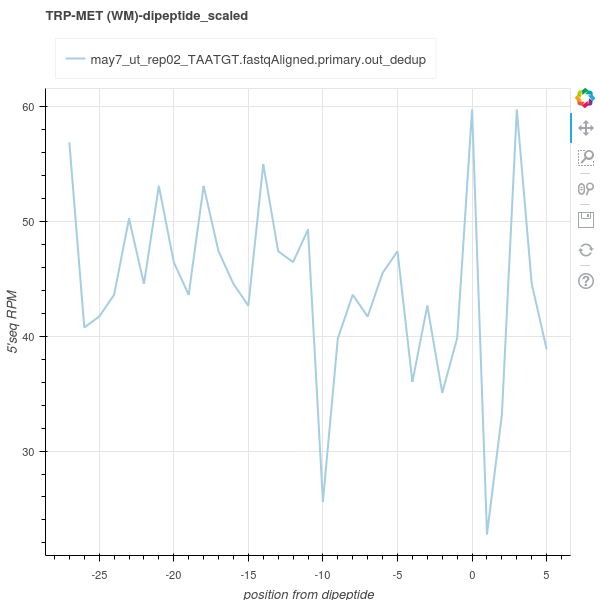 TRP-MET (WM)-dipeptide_scaled
may7_ut_rep02_TAATGT.fastqAligned.primary.out_dedup
60
50
40
30
5'seq RPM
-25 -20 -15 -10 -5 0 5
position from dipeptide